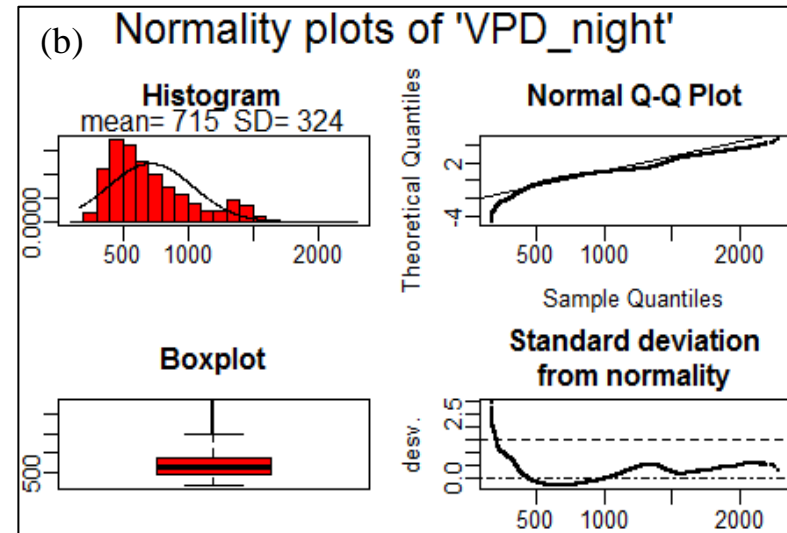 (b) Normality plots of 'VPD_night'
Histogram
mean= 715 SD= 324
0.0000
500 1000 2000
Normal Q-Q Plot
Theoretical Quantiles
2
-4
500 1000 2000
Sample Quantiles
Boxplot
500
Standard deviation
from normality
desv.
2.5
0.0
500 1000 2000